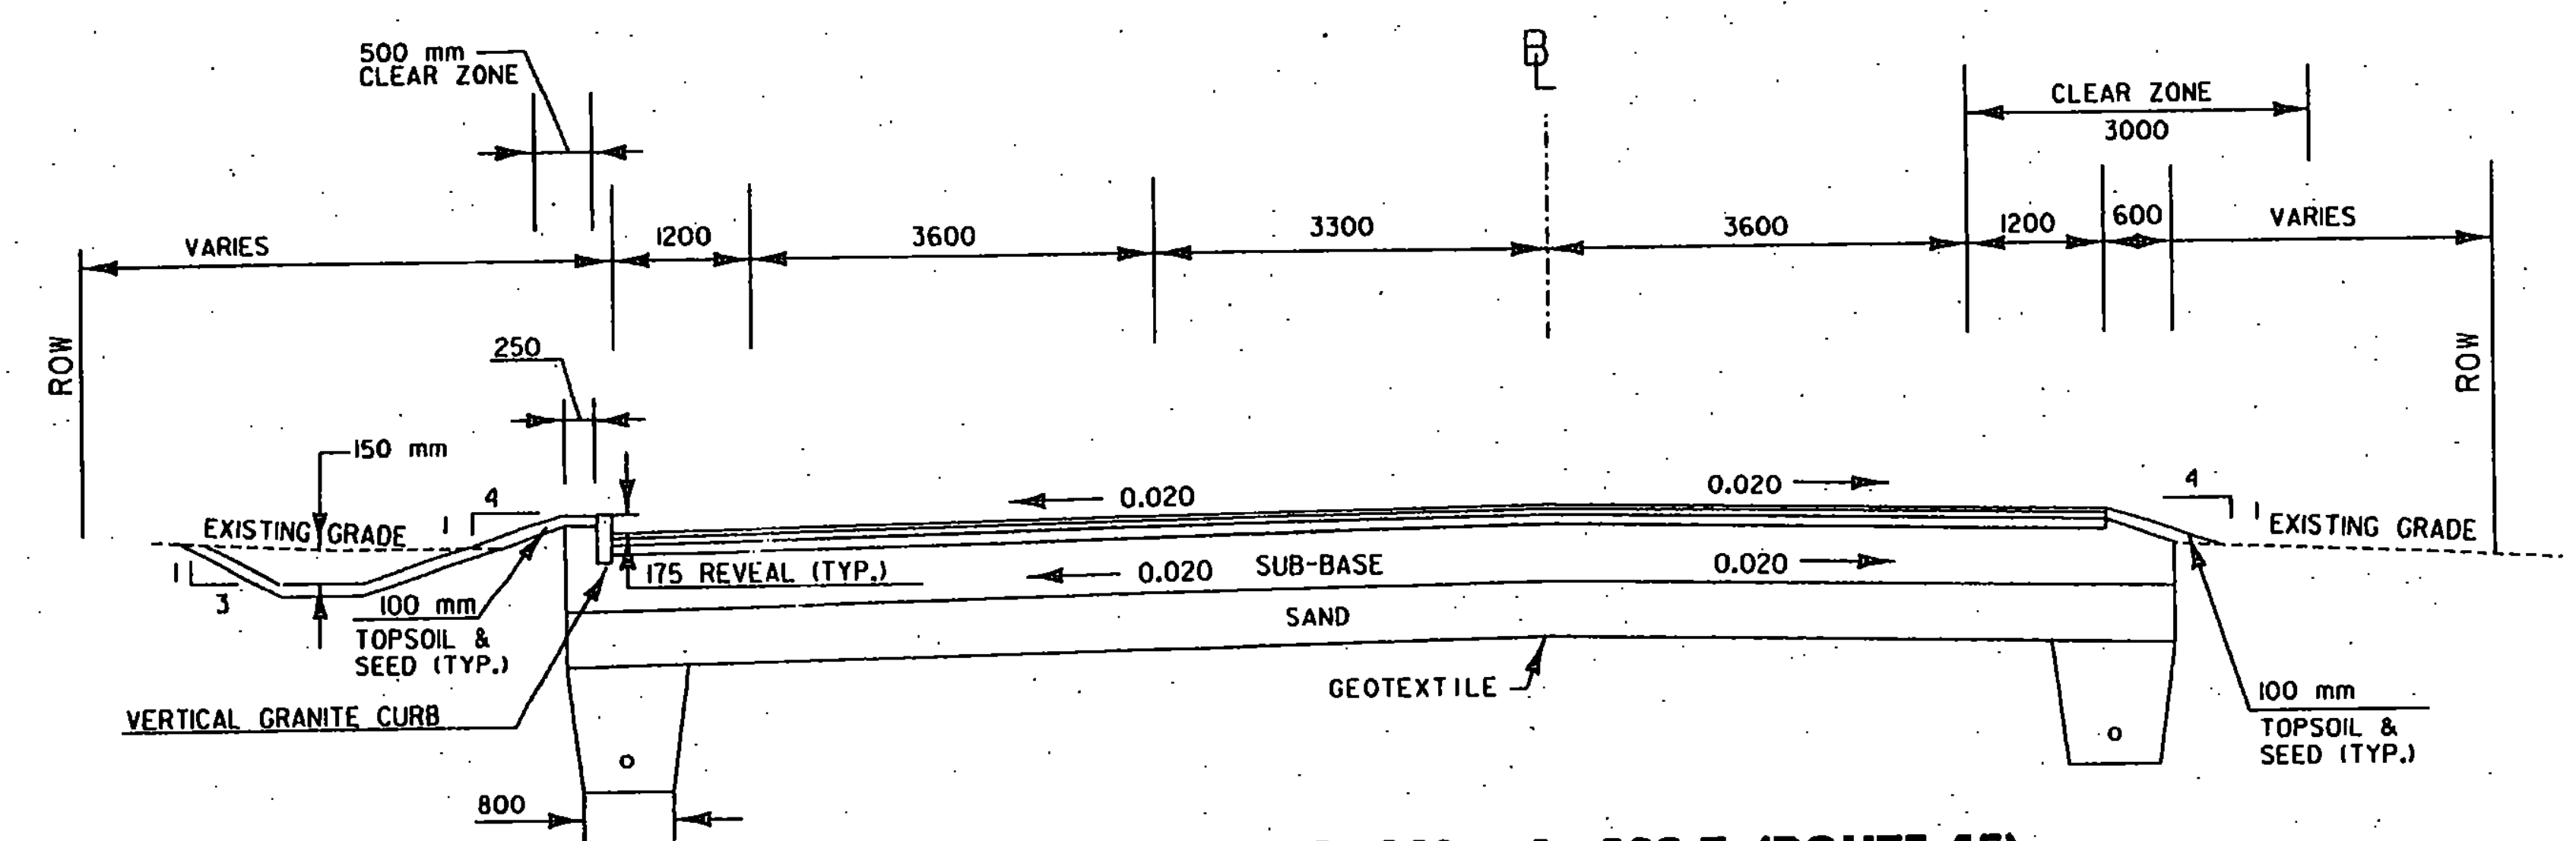 500 mm
CLEAR ZONE
BL
CLEAR ZONE
3000
VARIES
1200
3600
3300
3600
1200
600
VARIES
ROW
ROW
250
150 mm
4
1
EXISTING GRADE
0.020
0.020
4
1
EXISTING GRADE
1
3
175 REVEAL (TYP.)
0.020
SUB-BASE
0.020
100 mm
TOPSOIL &
SEED (TYP.)
SAND
VERTICAL GRANITE CURB
GEOTEXTILE
100 mm
TOPSOIL &
SEED (TYP.)
800